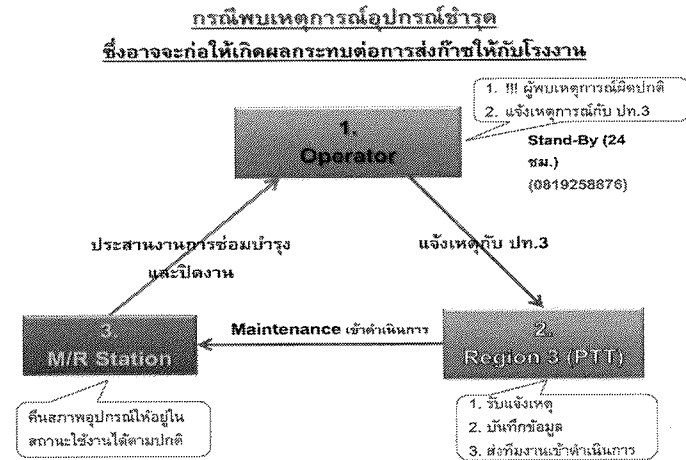 กรณีพบเหตุการณ์อุปกรณ์ชำรุด
ซึ่งอาจจะก่อให้เกิดผลกระทบต่อการส่งก๊าซให้กับโรงงาน
1. !!! ผู้พบเหตุการณ์ผิดปกติ
2. แจ้งเหตุการณ์กับ ปท.3
1.
Operator
Stand-By (24
ชม.)
(0819258676)
ประสานงานการซ่อมบำรุง
และปิดงาน
แจ้งเหตุกับ ปท.3
3.
M/R Station
Maintenance เข้าดำเนินการ
2.
Region 3 (PTT)
คืนสภาพอุปกรณ์ให้อยู่ใน
สถานะใช้งานได้ตามปกติ
1. รับแจ้งเหตุ
2. บันทึกข้อมูล
3. ส่งทีมงานเข้าดำเนินการ